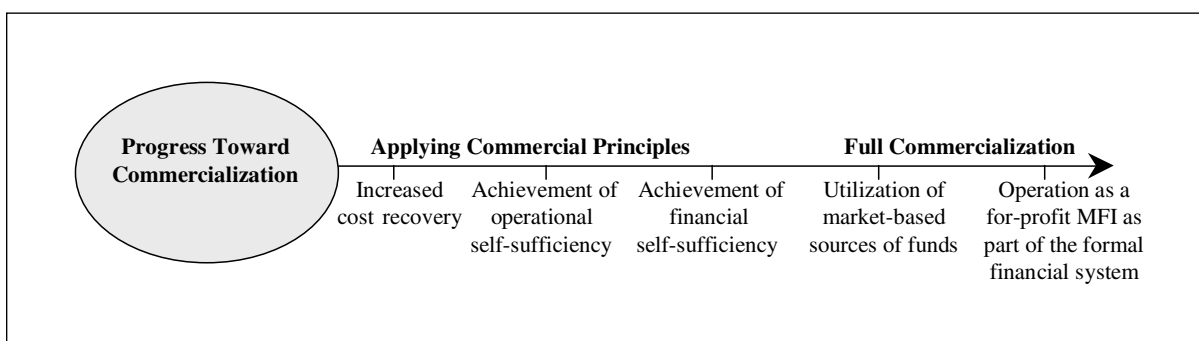 Progress Toward
Commercialization
Applying Commercial Principles
Full Commercialization
Increased
cost recovery
Achievement of
operational
self-sufficiency
Achievement of
financial
self-sufficiency
Utilization of
market-based
sources of funds
Operation as a
for-profit MFI as
part of the formal
financial system